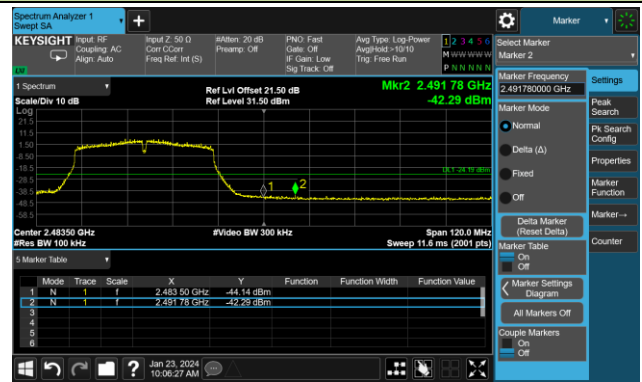 Spectrum Analyzer 1
Swept SA
+
Marker
KEYSIGHT
Input: RF
Coupling: AC
Align: Auto
Input Z: 50 Ω
Corr CCorr
Freq Ref: Int (S)
#Atten: 20 dB
Preamp: Off
PNO: Fast
Gate: Off
IF Gain: Low
Sig Track: Off
Avg Type: Log-Power
Avg|Hold:>10/10
Trig: Free Run
1 2 3 4 5 6
M W W W W W
P N N N N N
LW
Select Marker
Marker 2
1 Spectrum
Scale/Div 10 dB
Ref Lvl Offset 21.50 dB
Ref Level 31.50 dBm
Mkr2 2.491 78 GHz
-42.29 dBm
Log
21.5
11.5
1.50
-8.50
-18.5
-28.5
-38.5
-48.5
-58.5
DL1 -24.19 dBm
1
2
Center 2.48350 GHz
#Res BW 100 kHz
#Video BW 300 kHz
Span 120.0 MHz
Sweep 11.6 ms (2001 pts)
5 Marker Table
Mode Trace Scale X Y Function Function Width Function Value
1 N 1 f 2.483 50 GHz -44.14 dBm
2 N 1 f 2.491 78 GHz -42.29 dBm
3
4
5
6
Marker Frequency
2.491780000 GHz
Marker Mode
Normal
Delta (Δ)
Fixed
Off
Delta Marker
(Reset Delta)
Marker Table
On
Off
Marker Settings
Diagram
All Markers Off
Couple Markers
On
Off
Settings
Peak
Search
Pk Search
Config
Properties
Marker
Function
Marker→
Counter
?
Jan 23, 2024
10:06:27 AM